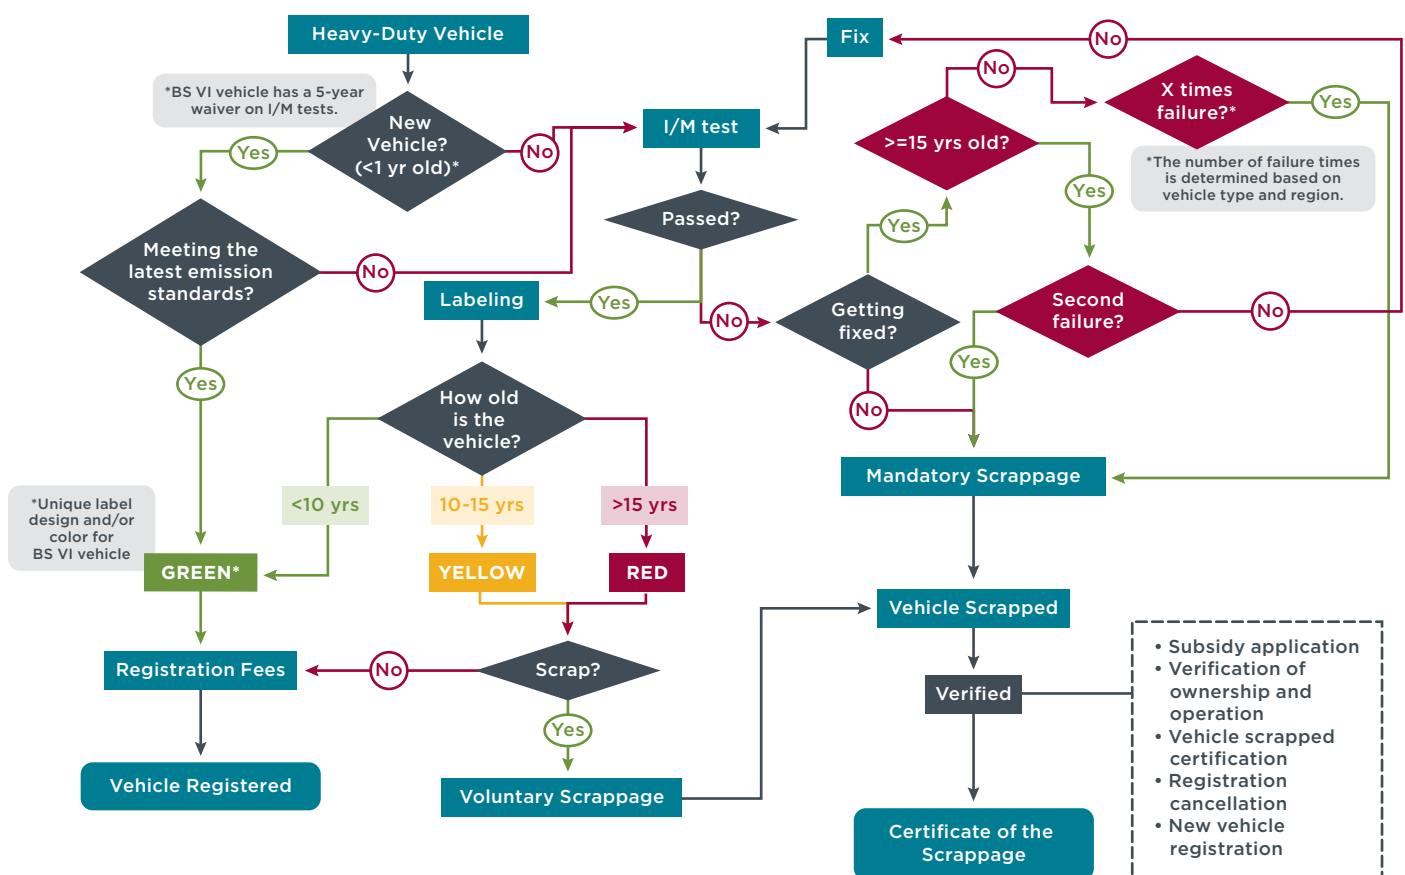 Heavy-Duty Vehicle
Fix
No
No
X times
failure?*
Yes
*BS VI vehicle has a 5-year
waiver on I/M tests.
New
Vehicle?
(<1 yr old)*
Yes
No
I/M test
>=15 yrs old?
*The number of failure times
is determined based on
vehicle type and region.
Yes
Passed?
Yes
Meeting the
latest emission
standards?
No
Labeling
Yes
No
Getting
fixed?
Second
failure?
No
Yes
Yes
No
How old
is the
vehicle?
Mandatory Scrappage
*Unique label
design and/or
color for
BS VI vehicle
<10 yrs
10-15 yrs
>15 yrs
GREEN*
YELLOW
RED
Vehicle Scrapped
Registration Fees
No
Scrap?
Verified
• Subsidy application
• Verification of
ownership and
operation
• Vehicle scrapped
certification
• Registration
cancellation
• New vehicle
registration
Yes
Vehicle Registered
Voluntary Scrappage
Certificate of the
Scrappage